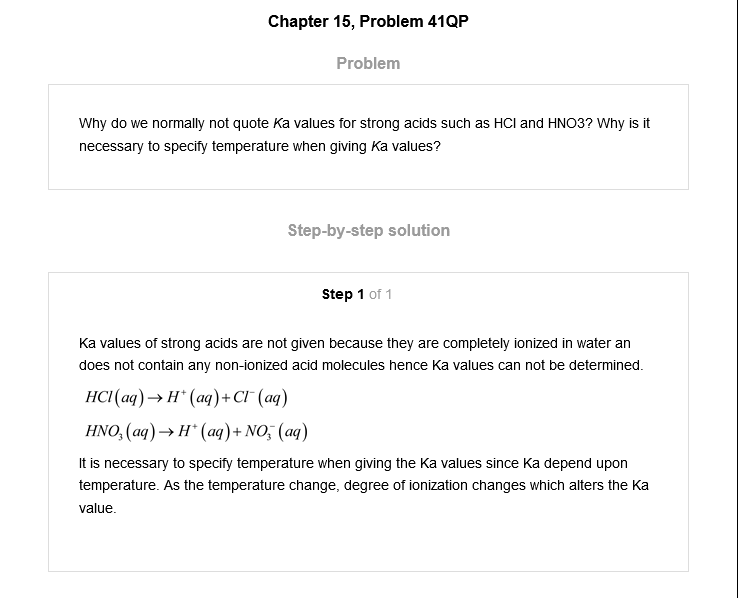 Chapter 15, Problem 41QP
Problem
Why do we normally not quote Ka values for strong acids such as HCl and HNO3? Why is it
necessary to specify temperature when giving Ka values?
Step-by-step solution
Step 1 of 1
Ka values of strong acids are not given because they are completely ionized in water an
does not contain any non-ionized acid molecules hence Ka values can not be determined.
HCl(aq) → H⁺(aq) + Cl⁻(aq)
HNO₃(aq) → H⁺(aq) + NO₃⁻(aq)
It is necessary to specify temperature when giving the Ka values since Ka depend upon
temperature. As the temperature change, degree of ionization changes which alters the Ka
value.